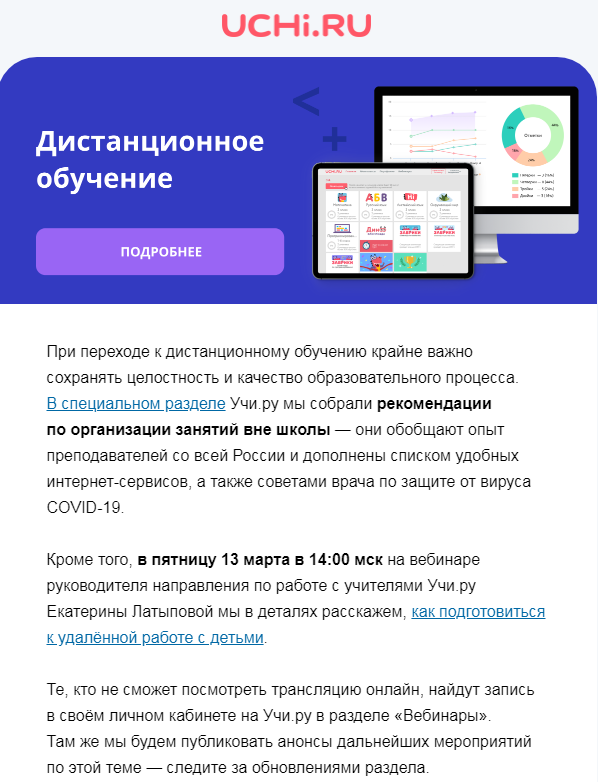 UCHi.RU
Дистанционное
обучение
ПОДРОБНЕЕ
АБВ
При переходе к дистанционному обучению крайне важно
сохранять целостность и качество образовательного процесса.
В специальном разделе Учи.ру мы собрали рекомендации
по организации занятий вне школы — они обобщают опыт
преподавателей со всей России и дополнены списком удобных
интернет-сервисов, а также советами врача по защите от вируса
COVID-19.
Кроме того, в пятницу 13 марта в 14:00 мск на вебинаре
руководителя направления по работе с учителями Учи.ру
Екатерины Латыповой мы в деталях расскажем, как подготовиться
к удалённой работе с детьми.
Те, кто не сможет посмотреть трансляцию онлайн, найдут запись
в своём личном кабинете на Учи.ру в разделе «Вебинары».
Там же мы будем публиковать анонсы дальнейших мероприятий
по этой теме — следите за обновлениями раздела.